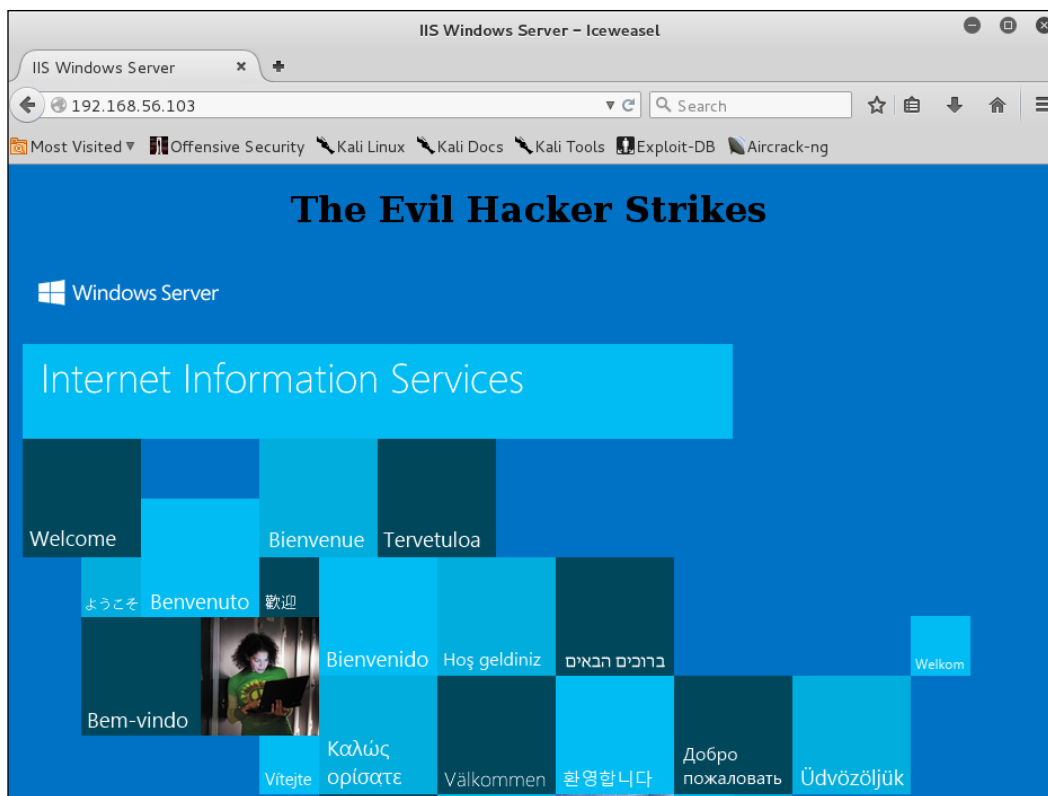 IIS Windows Server – Iceweasel
IIS Windows Server
192.168.56.103
Search
Most Visited
Offensive Security
Kali Linux
Kali Docs
Kali Tools
Exploit-DB
Aircrack-ng
The Evil Hacker Strikes
Windows Server
Internet Information Services
Welcome
Bienvenue
Tervetuloa
ようこそ
Benvenuto
歡迎
Bienvenido
Hoş geldiniz
ברוכים הבאים
Welkom
Bem-vindo
Vítejte
Καλώς
ορίσατε
Välkommen
환영합니다
Добро
пожаловать
Üdvözöljük